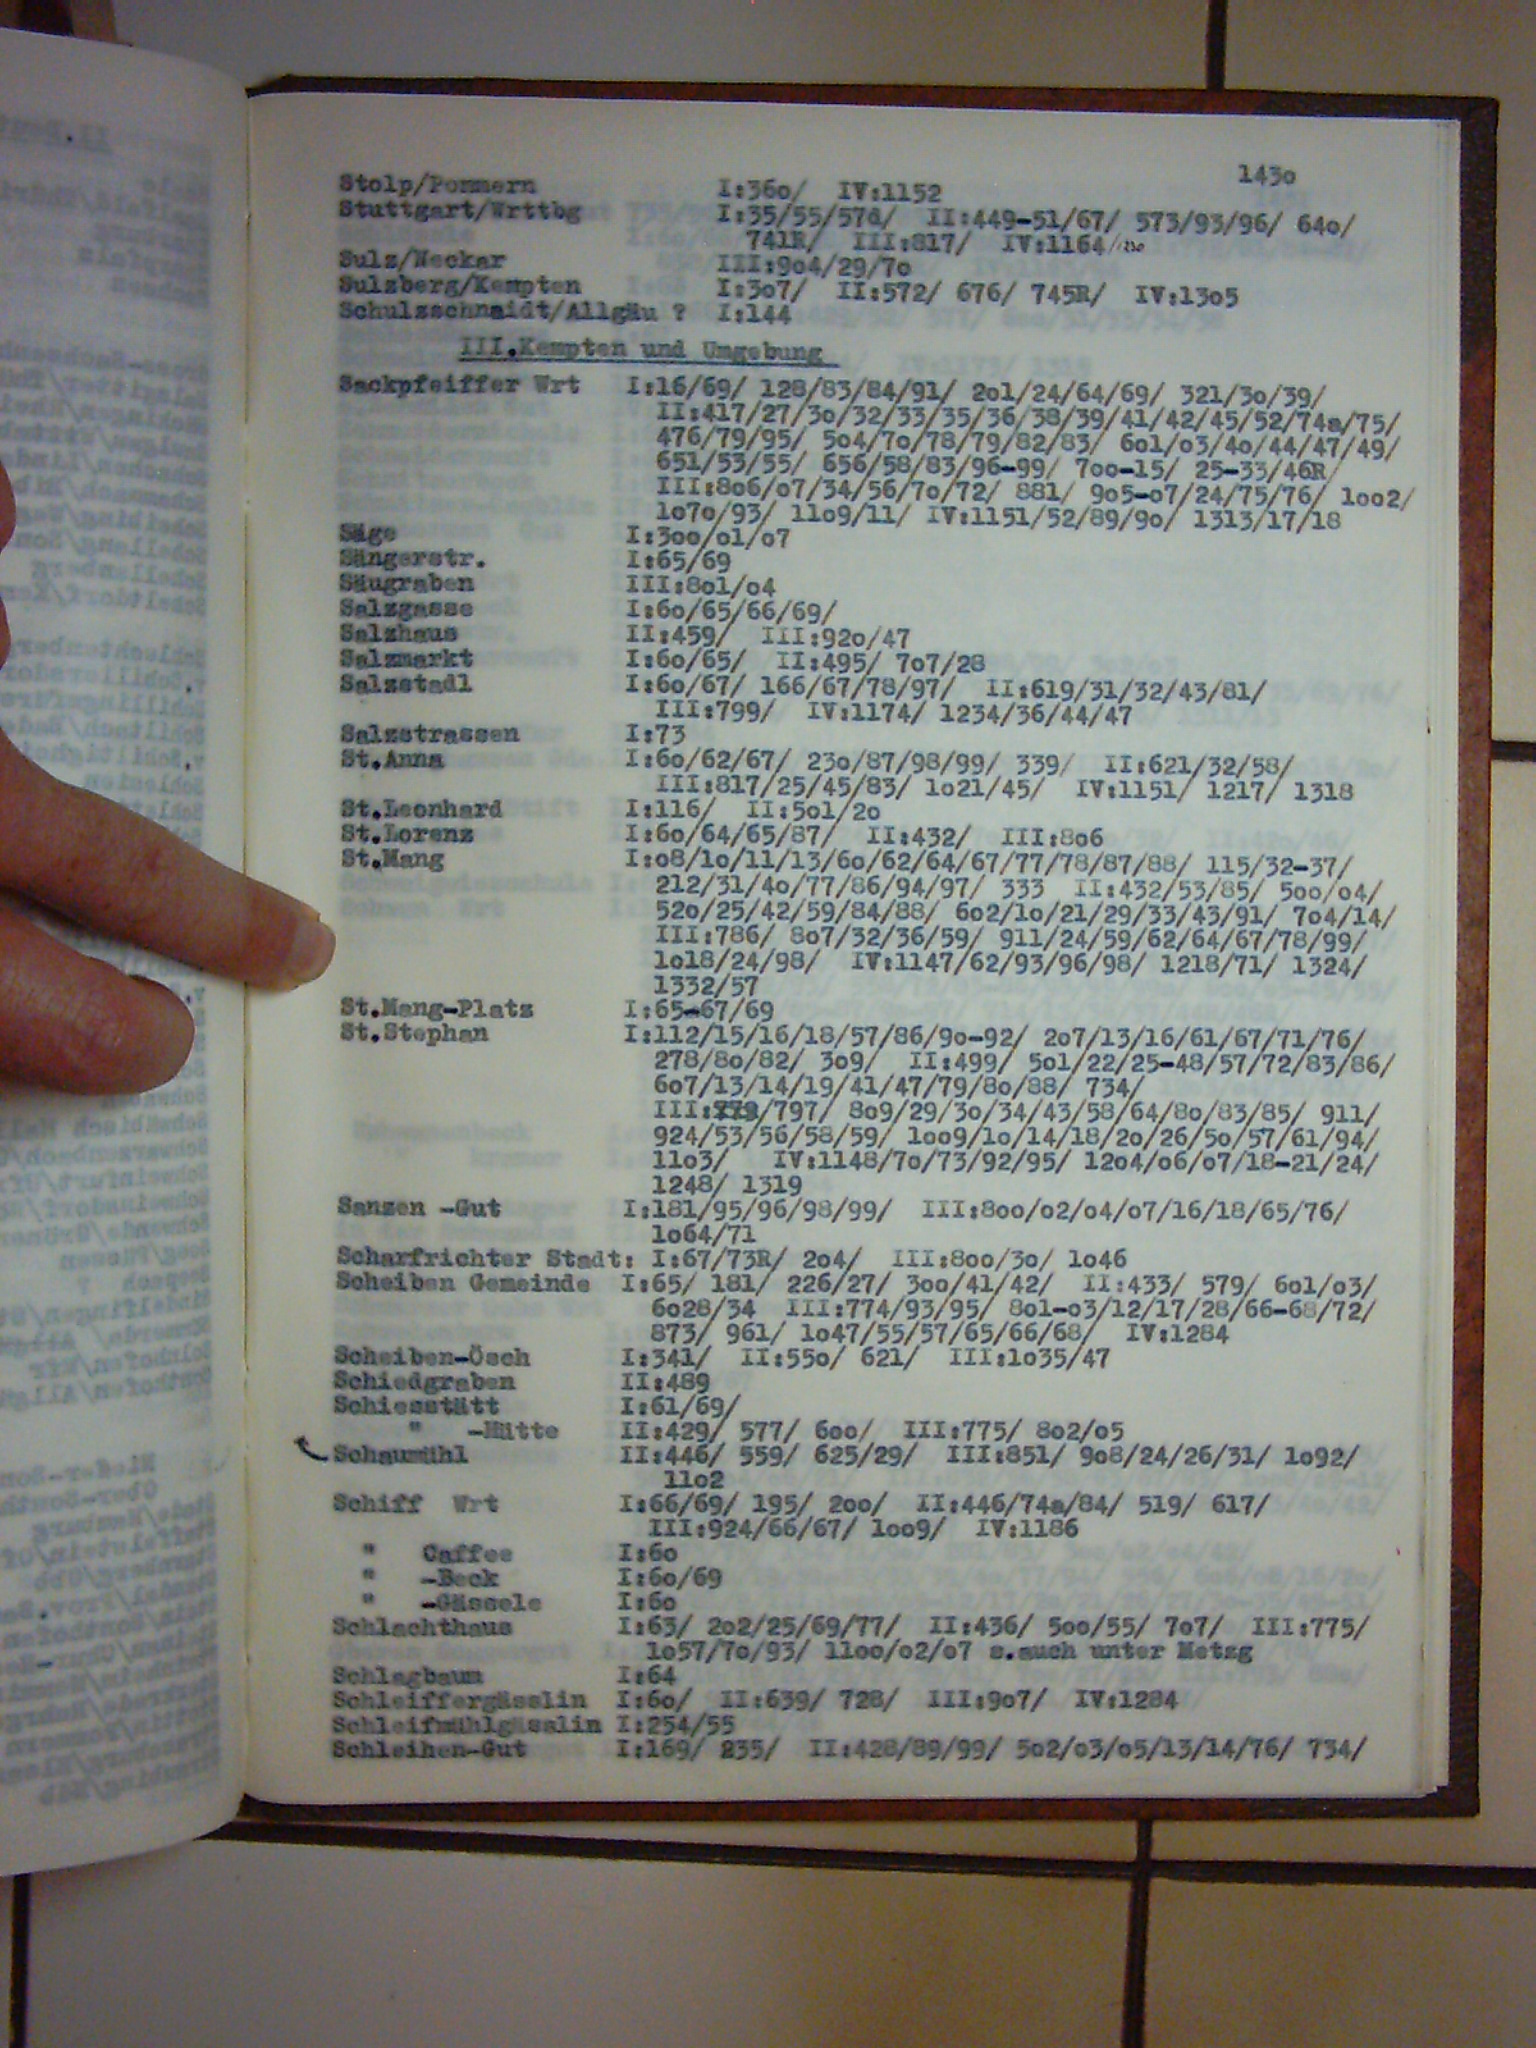 143o
Stolp/Pommern I:36o/ IV:1152
Stuttgart/Wrttbg I:35/55/57d/ II:449-51/67/ 573/93/96/ 64o/
741R/ III:817/ IV:1164/
Sulz/Neckar III:9o4/29/7o
Sulzberg/Kempten I:3o7/ II:572/ 676/ 745R/ IV:13o5
Schulzschnaidt/Allgäu ? I:144
III.Kempten und Umgebung
Sackpfeiffer Wrt I:16/69/ 128/83/84/91/ 2o1/24/64/69/ 321/3o/39/
II:417/27/3o/32/33/35/36/38/39/41/42/45/52/74a/75/
476/79/95/ 5o4/7o/78/79/82/83/ 6o1/o3/4o/44/47/49/
651/53/55/ 656/58/83/96-99/ 7oo-15/ 25-33/46R/
III:8o6/o7/34/56/7o/72/ 881/ 9o5-o7/24/75/76/ 1oo2/
1o7o/93/ 11o9/11/ IV:1151/52/89/9o/ 1313/17/18
Säge I:3oo/o1/o7
Sängerstr. I:65/69
Säugraben III:8o1/o4
Salzgasse I:6o/65/66/69/
Salzhaus II:459/ III:92o/47
Salzmarkt I:6o/65/ II:495/ 7o7/28
Salzstadl I:6o/67/ 166/67/78/97/ II:619/31/32/43/81/
III:799/ IV:1174/ 1234/36/44/47
Salzstrassen I:73
St.Anna I:6o/62/67/ 23o/87/98/99/ 339/ II:621/32/58/
III:817/25/45/83/ 1o21/45/ IV:1151/ 1217/ 1318
St.Leonhard I:116/ II:5o1/2o
St.Lorenz I:6o/64/65/87/ II:432/ III:8o6
St.Mang I:o8/1o/11/13/6o/62/64/67/77/78/87/88/ 115/32-37/
212/31/4o/77/86/94/97/ 333 II:432/53/85/ 5oo/o4/
52o/25/42/59/84/88/ 6o2/1o/21/29/33/43/91/ 7o4/14/
III:786/ 8o7/32/36/59/ 911/24/59/62/64/67/78/99/
1o18/24/98/ IV:1147/62/93/96/98/ 1218/71/ 1324/
1332/57
St.Mang-Platz I:65-67/69
St.Stephan I:112/15/16/18/57/86/9o-92/ 2o7/13/16/61/67/71/76/
278/8o/82/ 3o9/ II:499/ 5o1/22/25-48/57/72/83/86/
6o7/13/14/19/41/47/79/8o/88/ 734/
III:/797/ 8o9/29/3o/34/43/58/64/8o/83/85/ 911/
924/53/56/58/59/ 1oo9/1o/14/18/2o/26/5o/57/61/94/
11o3/ IV:1148/7o/73/92/95/ 12o4/o6/o7/18-21/24/
1248/ 1319
Sanzen -Gut I:181/95/96/98/99/ III:8oo/o2/o4/o7/16/18/65/76/
1o64/71
Scharfrichter Stadt: I:67/73R/ 2o4/ III:8oo/3o/ 1o46
Scheiben Gemeinde I:65/ 181/ 226/27/ 3oo/41/42/ II:433/ 579/ 6o1/o3/
6o28/34 III:774/93/95/ 8o1-o3/12/17/28/66-68/72/
873/ 961/ 1o47/55/57/65/66/68/ IV:1284
Scheiben-Ösch I:341/ II:55o/ 621/ III:1o35/47
Schiedgraben II:489
Schiesstätt I:61/69/
" -Hütte II:429/ 577/ 6oo/ III:775/ 8o2/o5
Schaumühl II:446/ 559/ 625/29/ III:851/ 9o8/24/26/31/ 1o92/
11o2
Schiff Wrt I:66/69/ 195/ 2oo/ II:446/74a/84/ 519/ 617/
III:924/66/67/ 1oo9/ IV:1186
" Caffee I:6o
" -Beck I:6o/69
" -Gässele I:6o
Schlachthaus I:63/ 2o2/25/69/77/ II:436/ 5oo/55/ 7o7/ III:775/
1o57/7o/93/ 11oo/o2/o7 s.auch unter Metzg
Schlagbaum I:64
Schleiffergässlin I:6o/ II:639/ 728/ III:9o7/ IV:1284
Schleifmühlgässlin I:254/55
Schleihen-Gut I:169/ 235/ II:428/89/99/ 5o2/o3/o5/13/14/76/ 734/